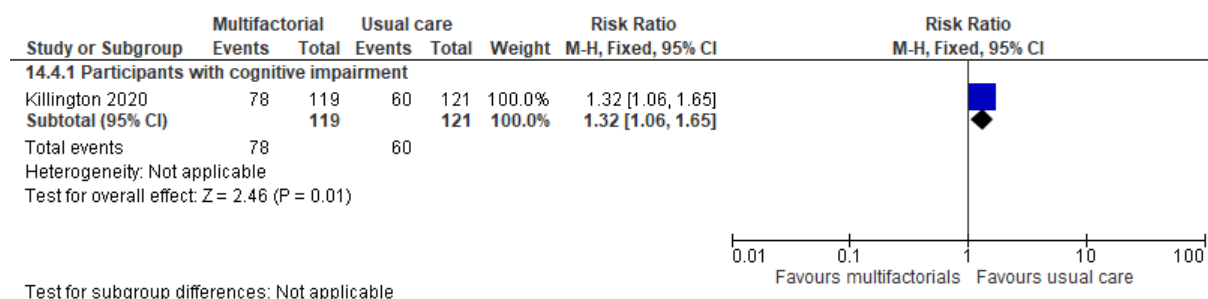 Multifactorial Usual care Risk Ratio Risk Ratio
Study or Subgroup Events Total Events Total Weight M-H, Fixed, 95% CI M-H, Fixed, 95% CI
14.4.1 Participants with cognitive impairment
Killington 2020 78 119 60 121 100.0% 1.32 [1.06, 1.65]
Subtotal (95% CI) 119 121 100.0% 1.32 [1.06, 1.65]
Total events 78 60
Heterogeneity: Not applicable
Test for overall effect: Z = 2.46 (P = 0.01)
0.01 0.1 1 10 100
Favours multifactorials Favours usual care
Test for subgroup differences: Not applicable